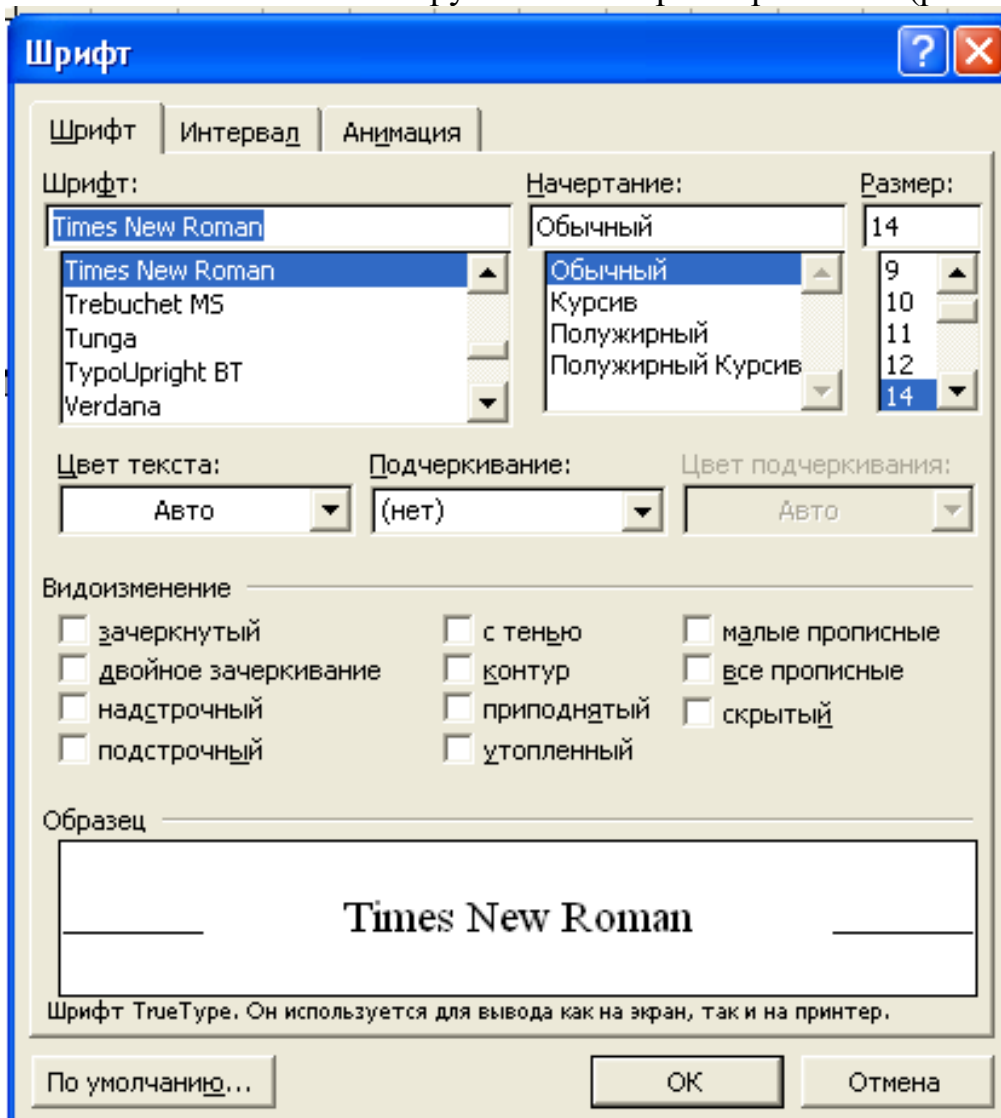 Шрифт
Шрифт Интервал Анимация
Шрифт: Начертание: Размер:
Times New Roman Обычный 14
Times New Roman Обычный 9
Trebuchet MS Курсив 10
Tunga Полужирный 11
TypoUpright BT Полужирный Курсив 12
Verdana 14
Цвет текста: Подчеркивание: Цвет подчеркивания:
Авто (нет) Авто
Видоизменение
зачеркнутый с тенью малые прописные
двойное зачеркивание контур все прописные
надстрочный приподнятый скрытый
подстрочный утопленный
Образец
Times New Roman
Шрифт TrueType. Он используется для вывода как на экран, так и на принтер.
По умолчанию... ОК Отмена